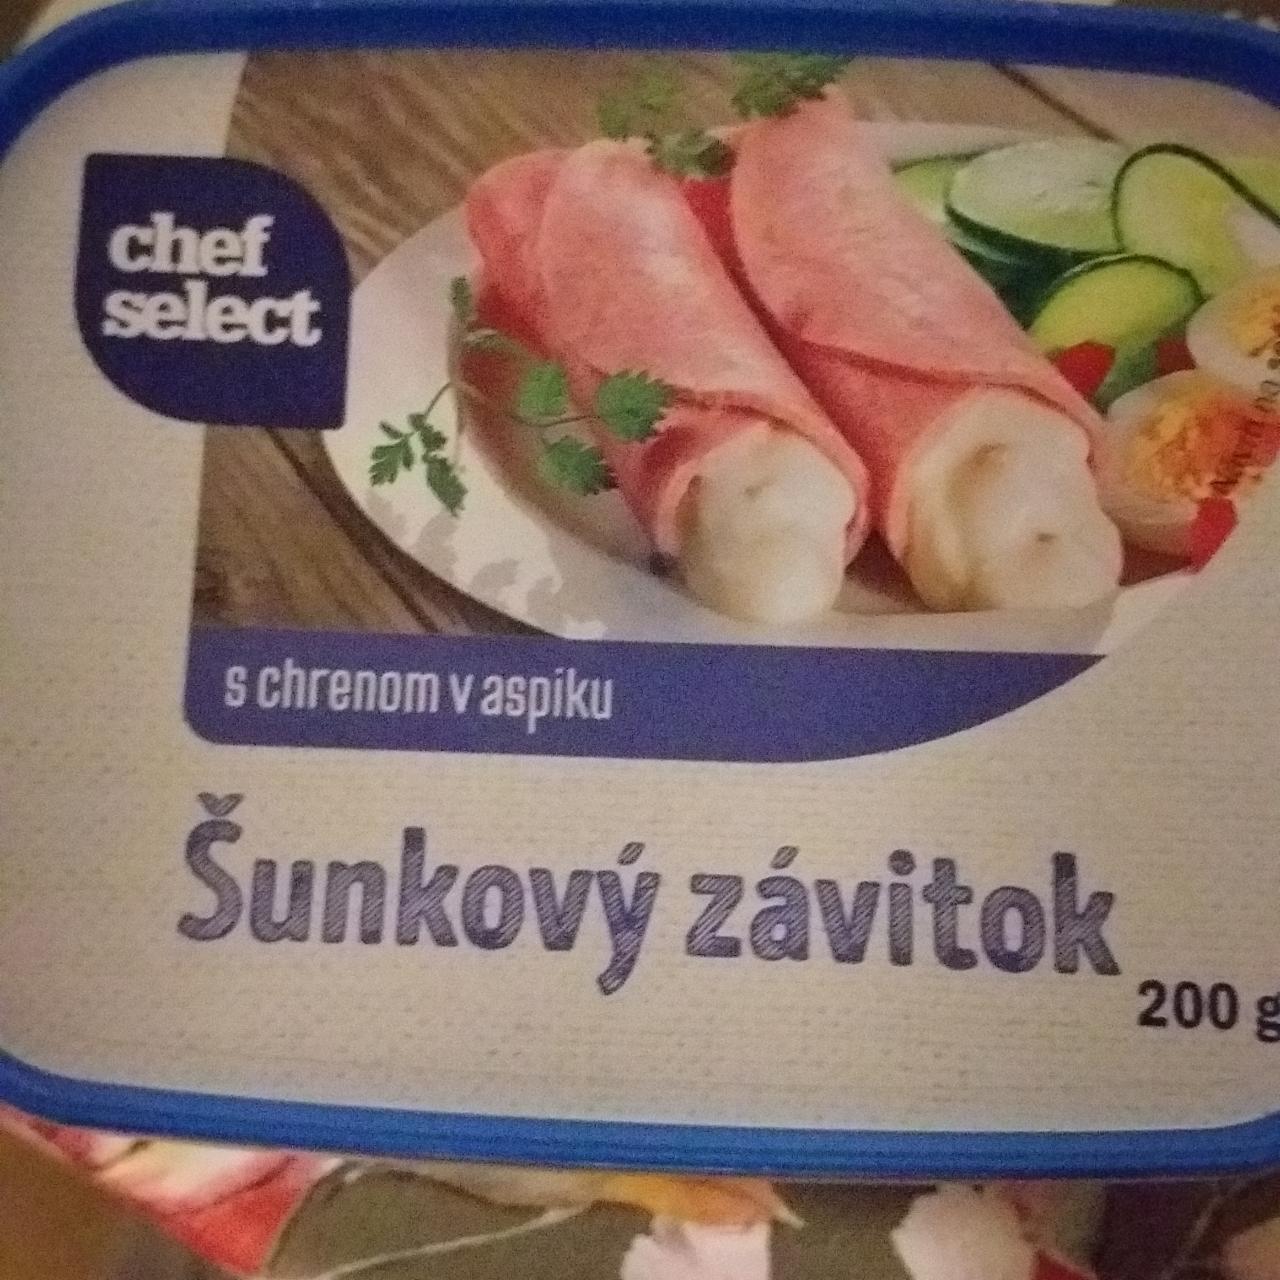 chef
select
s chrenom v aspiku
Šunkový závitok
200 g